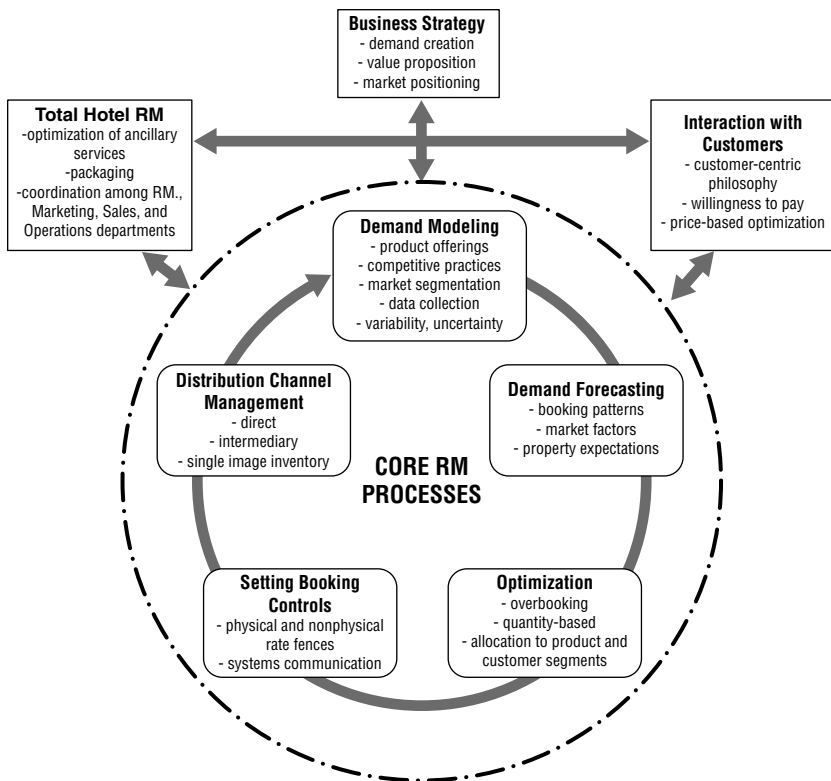 Business Strategy
- demand creation
- value proposition
- market positioning
Total Hotel RM
-optimization of ancillary
services
-packaging
-coordination among RM.,
Marketing, Sales, and
Operations departments
Interaction with
Customers
- customer-centric
philosophy
- willingness to pay
- price-based optimization
Demand Modeling
- product offerings
- competitive practices
- market segmentation
- data collection
- variability, uncertainty
Distribution Channel
Management
- direct
- intermediary
- single image inventory
Demand Forecasting
- booking patterns
- market factors
- property expectations
CORE RM
PROCESSES
Setting Booking
Controls
- physical and nonphysical
rate fences
- systems communication
Optimization
- overbooking
- quantity-based
- allocation to product and
customer segments